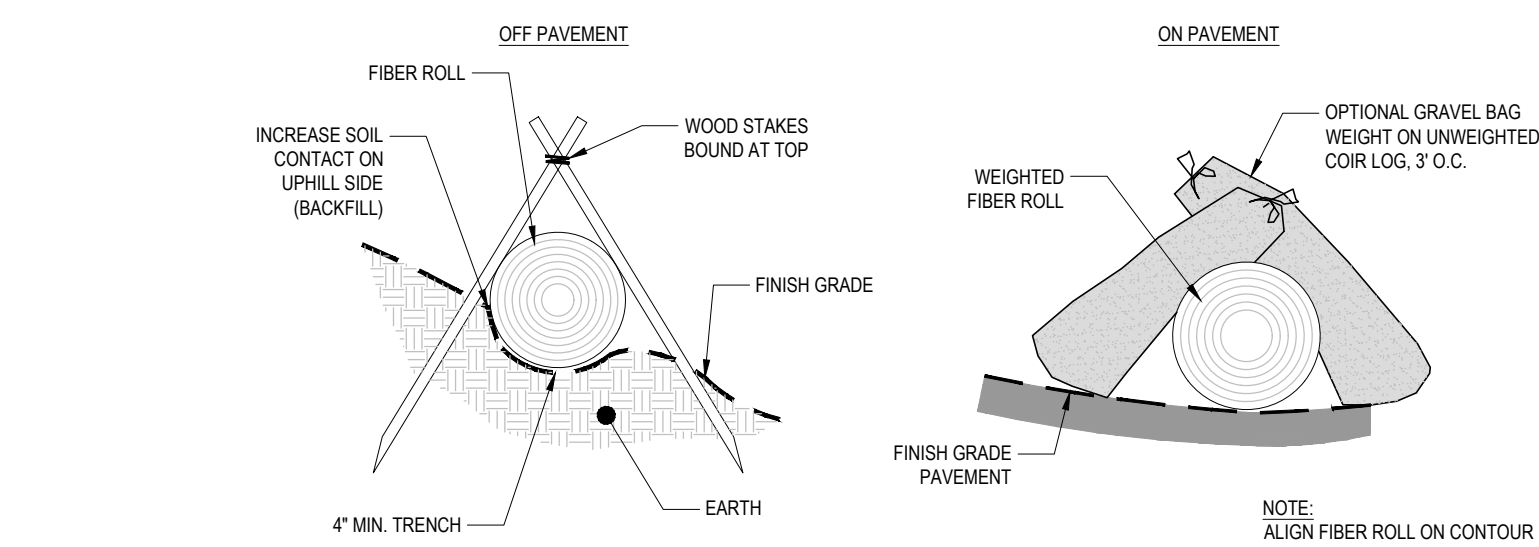 OFF PAVEMENT
FIBER ROLL
INCREASE SOIL
CONTACT ON
UPHILL SIDE
(BACKFILL)
WOOD STAKES
BOUND AT TOP
FINISH GRADE
4" MIN. TRENCH
EARTH
ON PAVEMENT
OPTIONAL GRAVEL BAG
WEIGHT ON UNWEIGHTED
COIR LOG, 3' O.C.
WEIGHTED
FIBER ROLL
FINISH GRADE
PAVEMENT
NOTE:
ALIGN FIBER ROLL ON CONTOUR